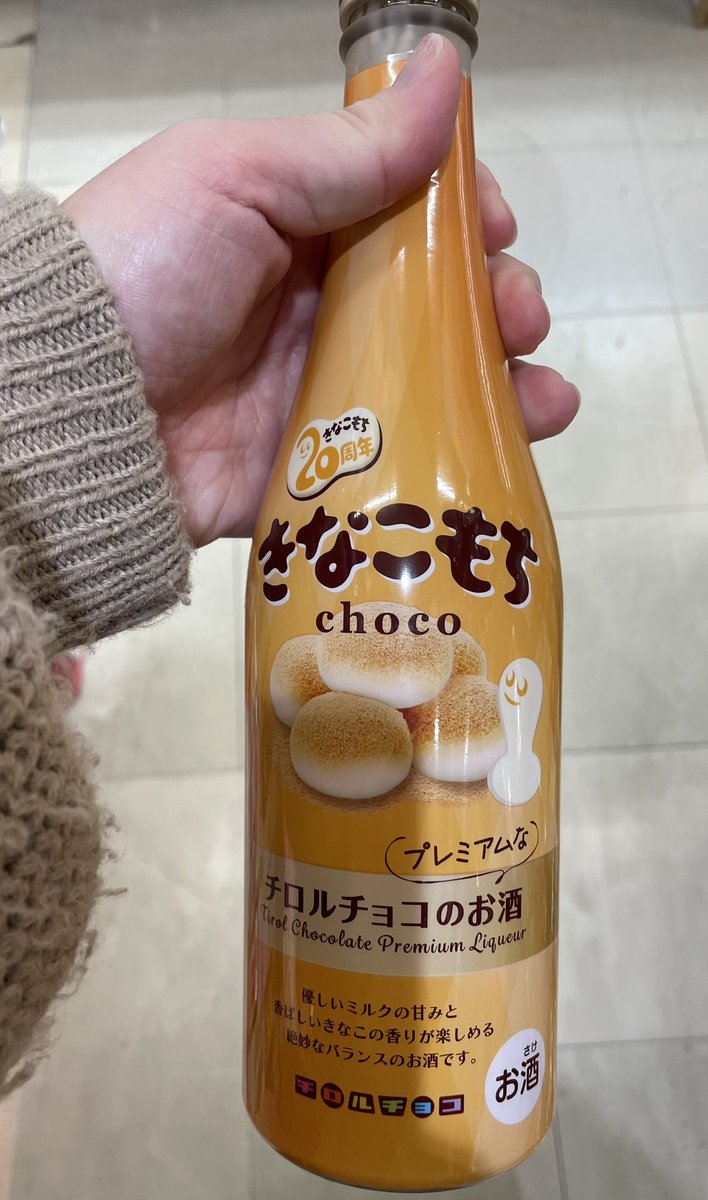 きなこもち
20周年
きなこもち
choco
プレミアムな
チロルチョコのお酒
Tirol Chocolate Premium Liqueur
優しいミルクの甘みと
香ばしいきなこの香りが楽しめる
絶妙なバランスのお酒です。
さけ
お酒
チロルチョコ